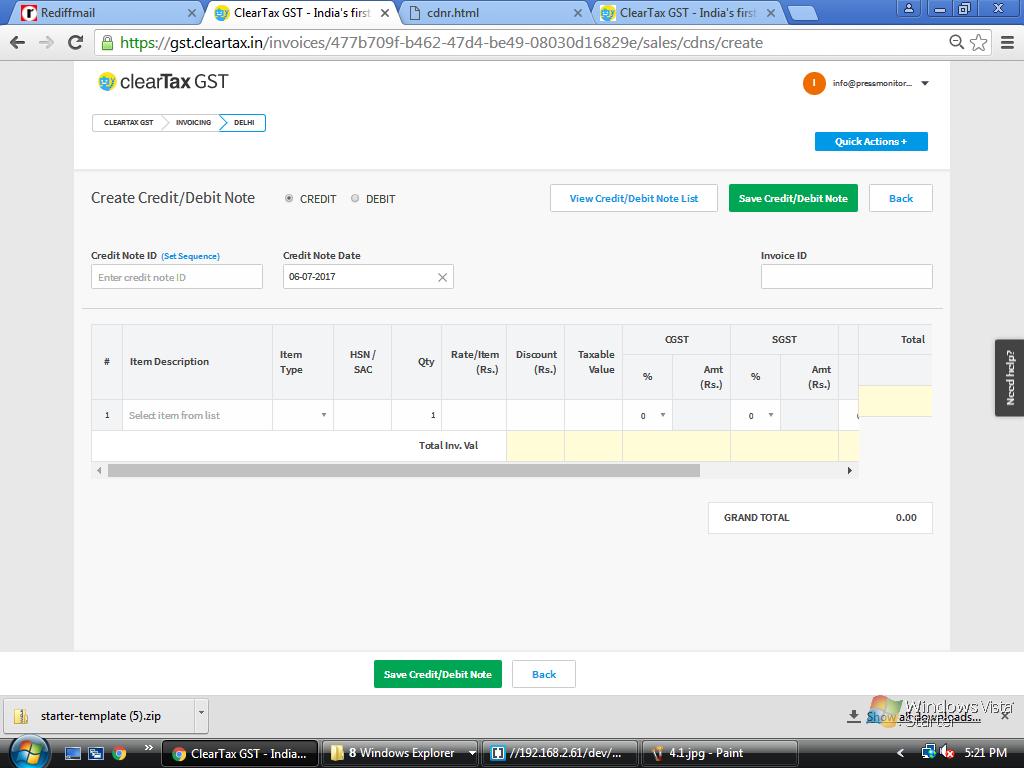 Rediffmail
ClearTax GST - India's first
cdnr.html
ClearTax GST - India's first
https://gst.cleartax.in/invoices/477b709f-b462-47d4-be49-08030d16829e/sales/cdns/create
clearTax GST
I info@pressmonitor...
CLEARTAX GST INVOICING DELHI
Quick Actions +
Create Credit/Debit Note CREDIT DEBIT View Credit/Debit Note List Save Credit/Debit Note Back
Credit Note ID (Set Sequence) Credit Note Date Invoice ID
Enter credit note ID 06-07-2017
Need help?
# Item Description Item Type HSN / SAC Qty Rate/Item (Rs.) Discount (Rs.) Taxable Value CGST SGST Total
% Amt (Rs.) % Amt (Rs.)
1 Select item from list 1 0 0
Total Inv. Val
GRAND TOTAL 0.00
Save Credit/Debit Note Back
starter-template (5).zip
Show all downloads...
Windows Vista
Starter
ClearTax GST - India... 8 Windows Explorer //192.168.2.61/dev/... 4.1.jpg - Paint 5:21 PM